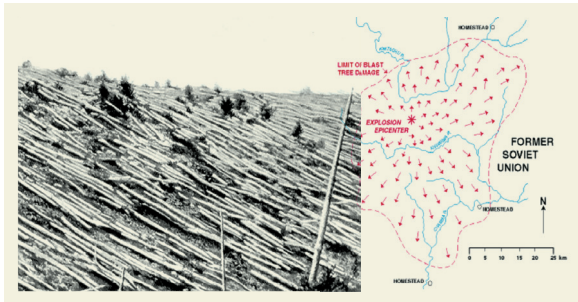 HOMESTEAD
LIMIT OF BLAST
TREE DAMAGE
EXPLOSION
EPICENTER
FORMER
SOVIET
UNION
N
HOMESTEAD
0 5 10 15 20 25 km
HOMESTEAD